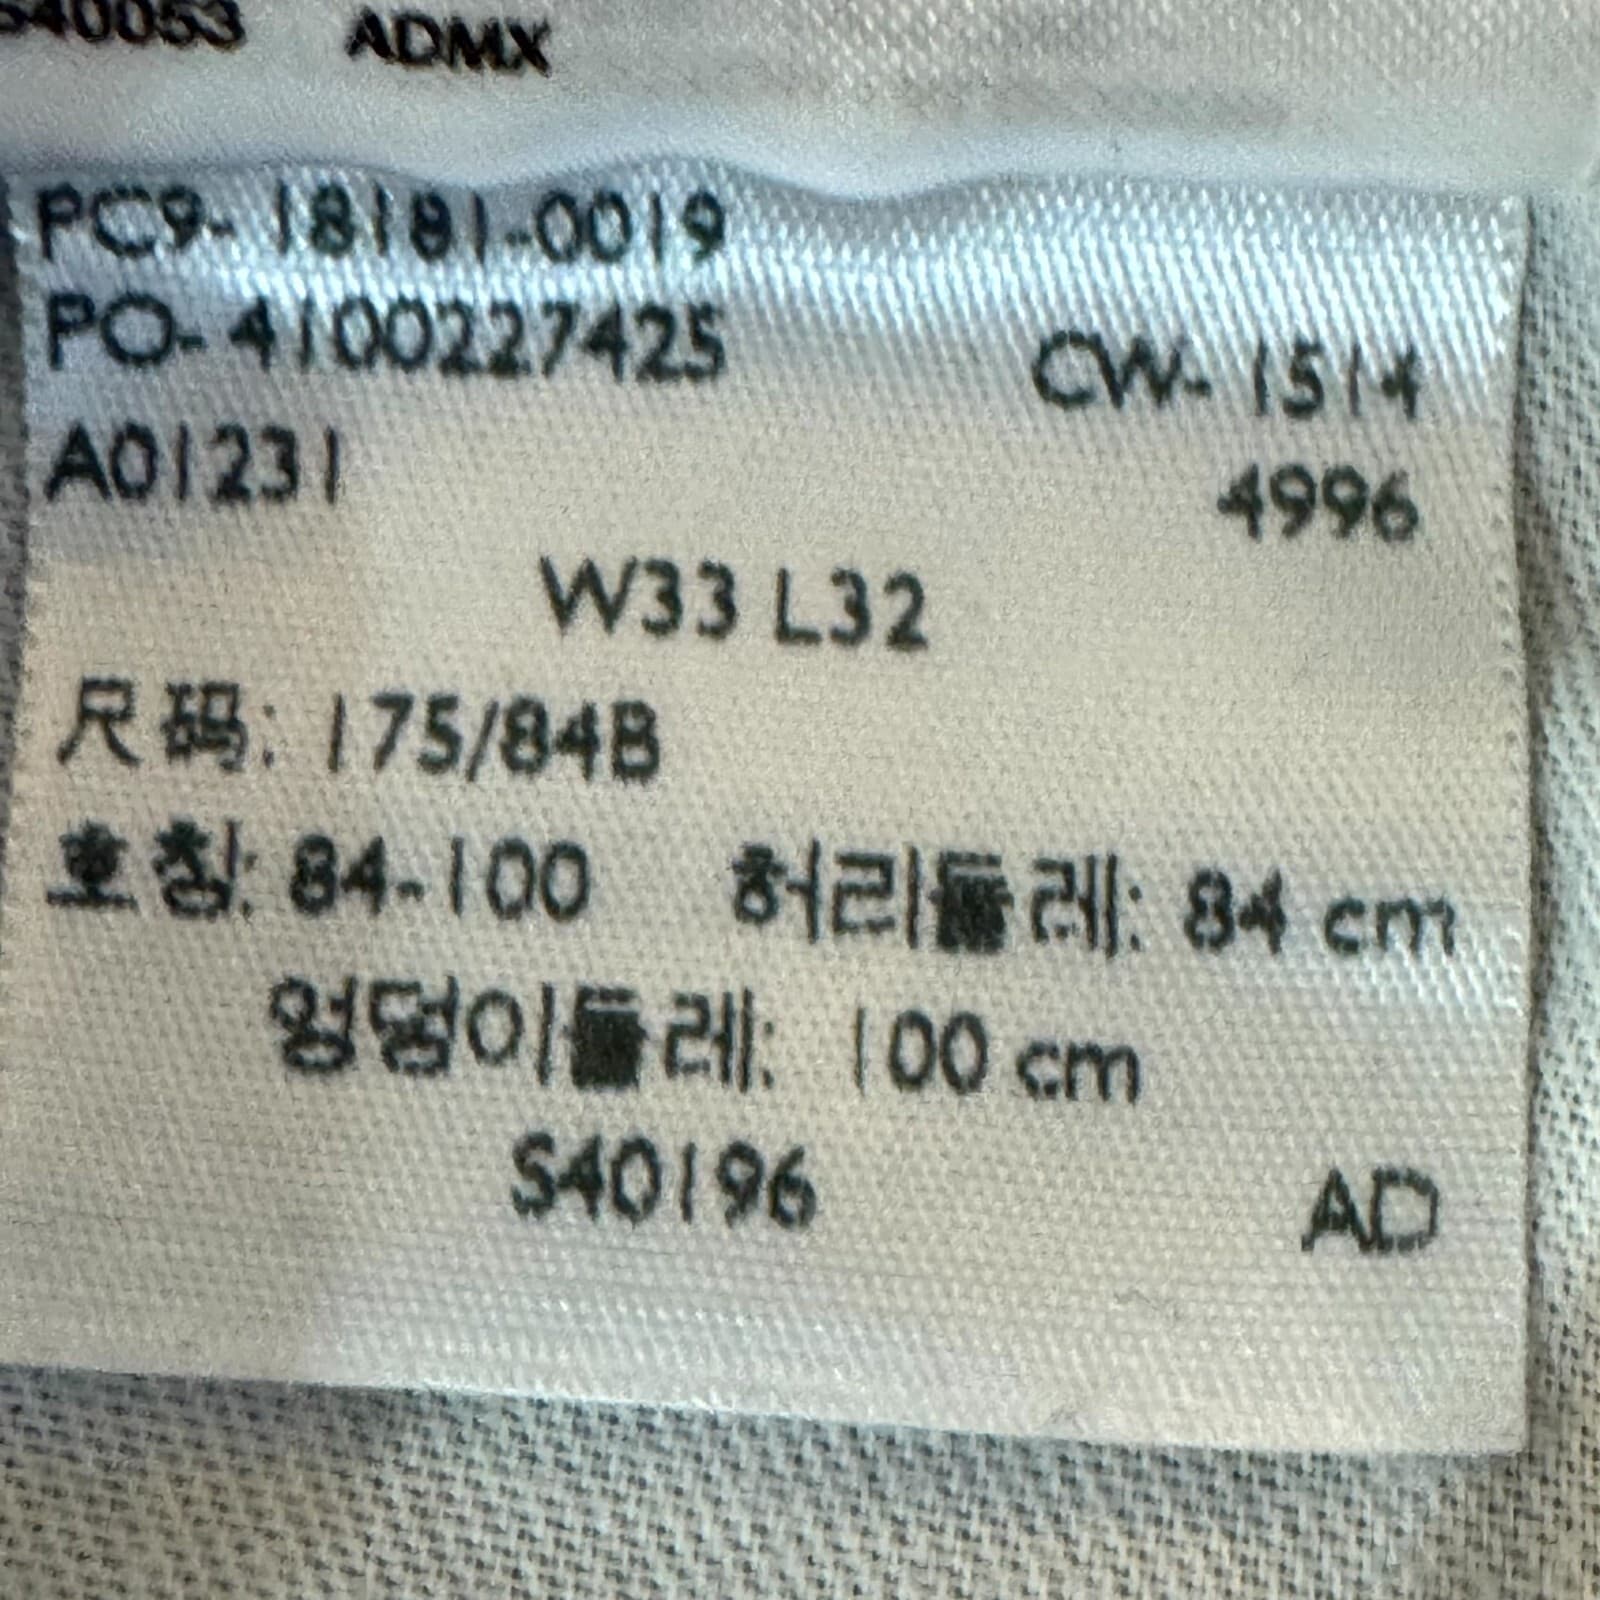 540053 ADMX
PC9-18181-0019
PO-4100227425 CW-1514
A01231 4996
W33 L32
尺码: 175/84B
호칭: 84-100 허리둘레: 84 cm
엉덩이둘레: 100 cm
S40196 AD